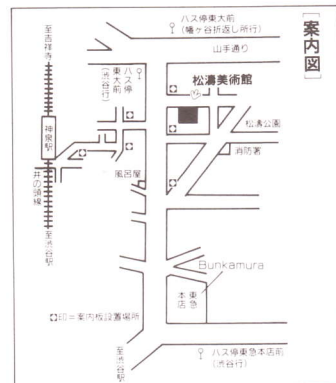 [案内図]
バス停東大前
(幡ヶ谷折返し所行)
山手通り
至吉祥寺
バス停
東大前
(渋谷行)
松濤美術館
松濤公園
消防署
神泉駅
風呂屋
井の頭線
至渋谷駅
Bunkamura
東急
本店
印=案内板設置場所
至渋谷駅
バス停東急本店前
(渋谷行)